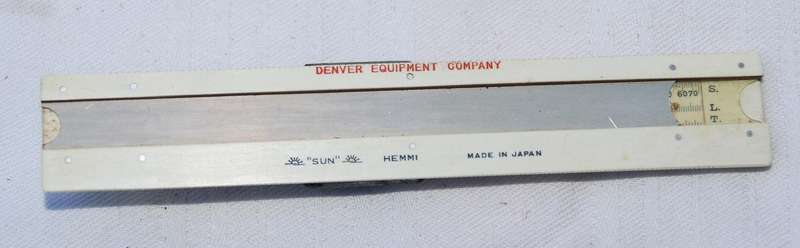 DENVER EQUIPMENT COMPANY
6070 S.
L.
T.
"SUN" HEMMI MADE IN JAPAN